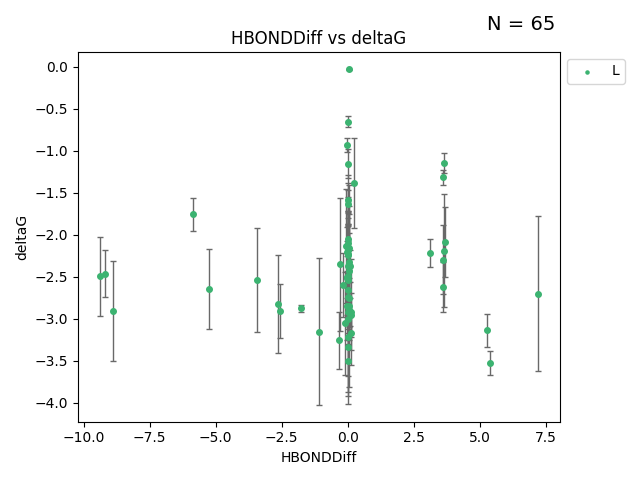 N = 65
HBONDDiff vs deltaG
L
0.0
−0.5
−1.0
−1.5
−2.0
−2.5
−3.0
−3.5
−4.0
deltaG
−10.0 −7.5 −5.0 −2.5 0.0 2.5 5.0 7.5
HBONDDiff